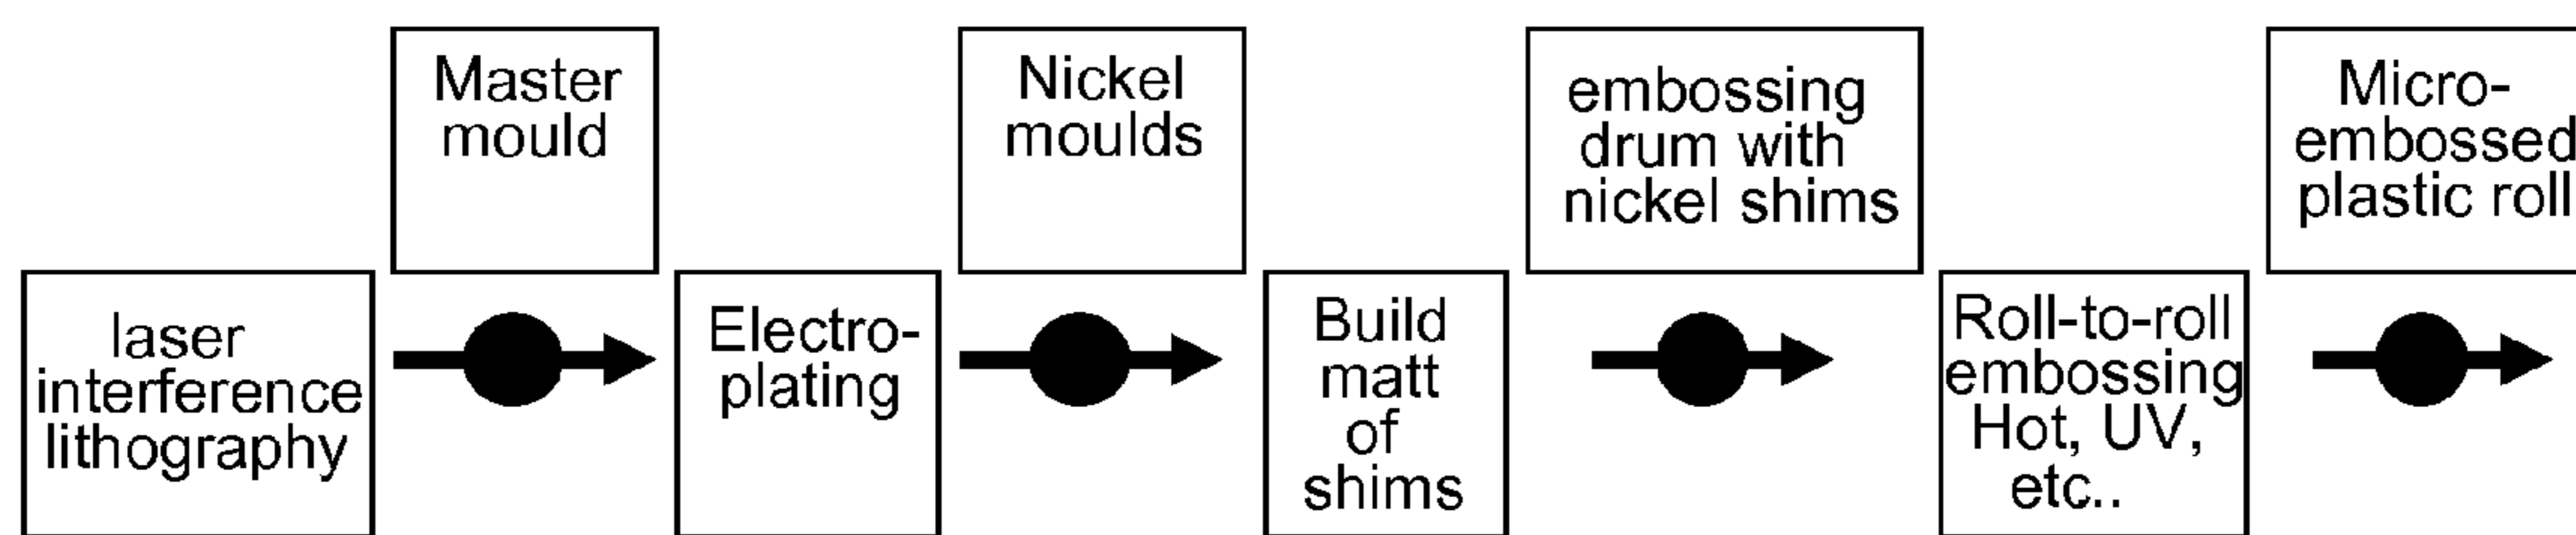 laser
interference
lithography
Master
mould
Electro-
plating
Nickel
moulds
Build
matt
of
shims
embossing
drum with
nickel shims
Roll-to-roll
embossing
Hot, UV,
etc..
Micro-
embossed
plastic roll